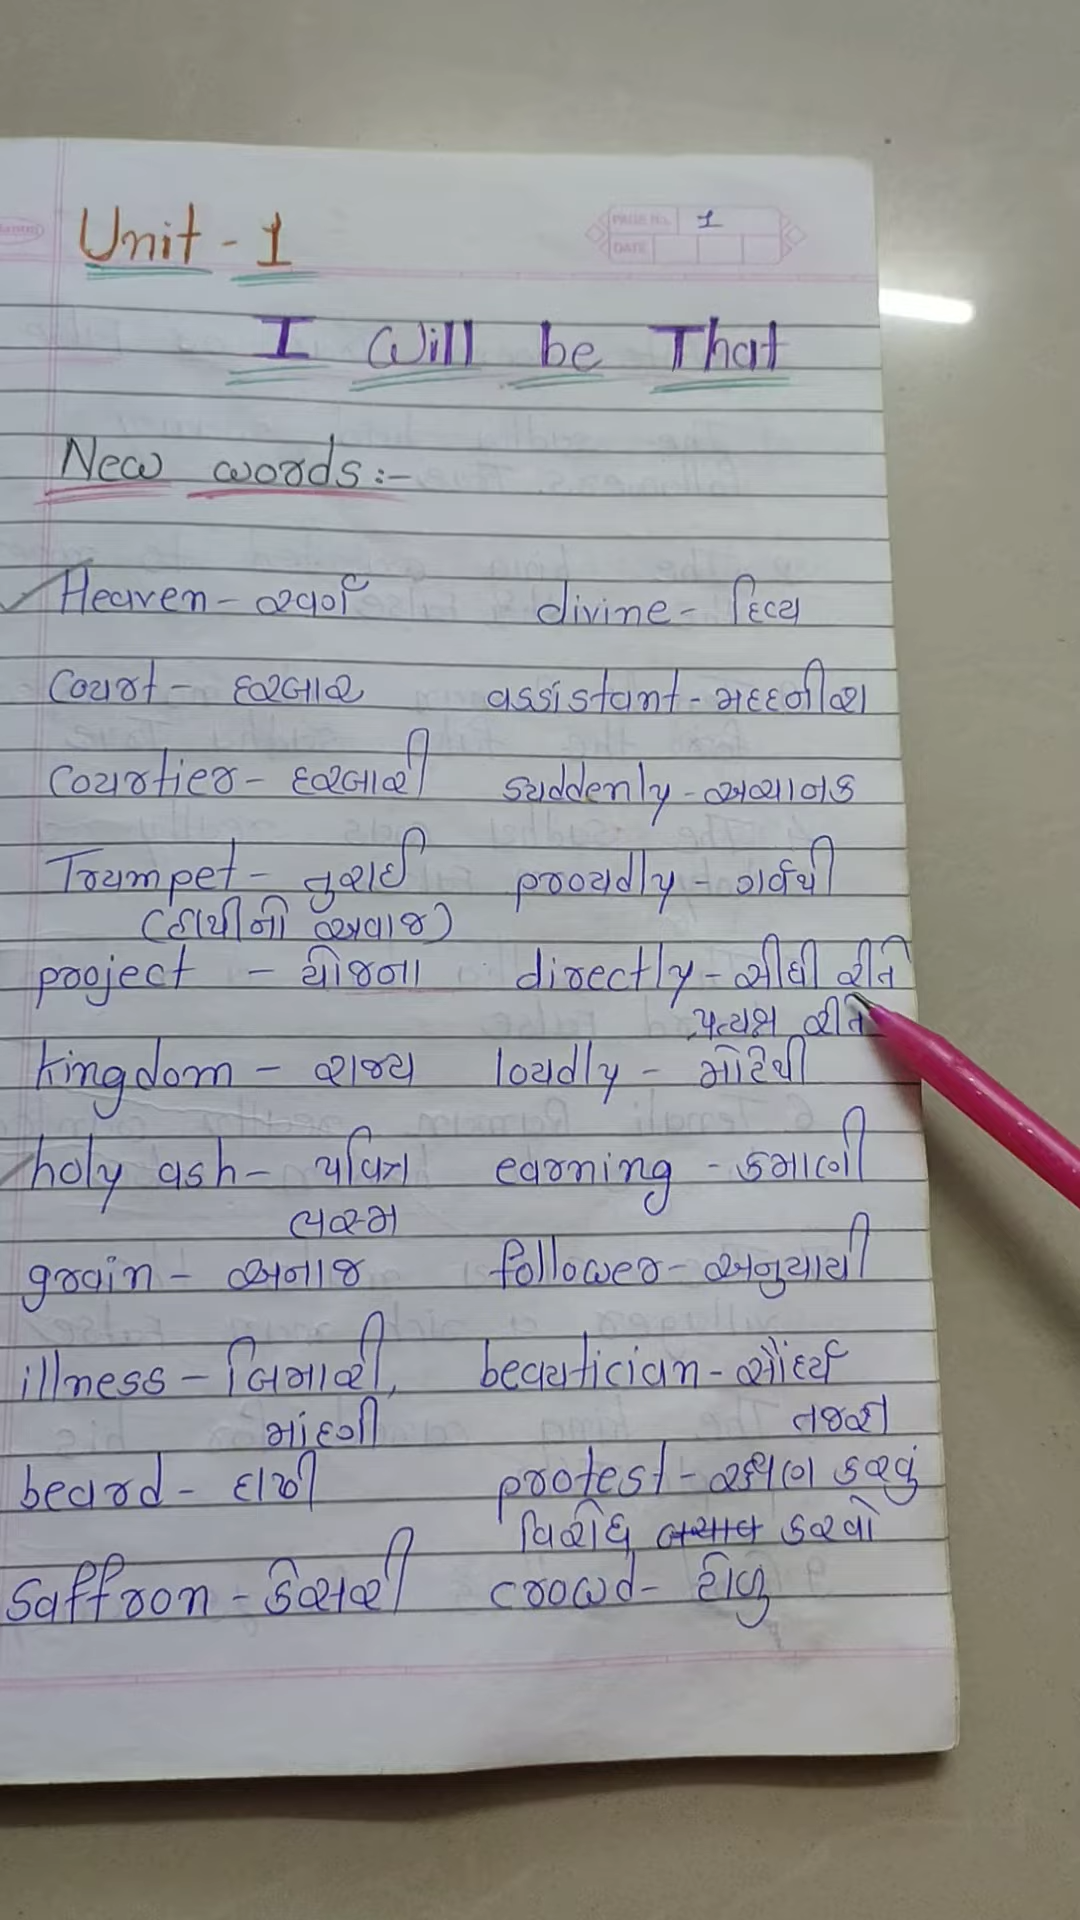 Unit - 1
PAGE No. 1
DATE
I Will be That
New words :-
Heaven - સ્વર્ગ divine - દિવ્ય
Court - દરબાર assistant - મદદનીશ
Courtier - દરબારી suddenly - અચાનક
Trumpet - તુરાઈ proudly - ગર્વથી
(હાથીની અવાજ)
project - યોજના directly - સીધી રીતે
પ્રત્યક્ષ રીતે
kingdom - રાજ્ય loudly - મોટેથી
holy ash - પવિત્ર earning - કમાણી
ભસ્મ
grain - અનાજ follower - અનુયાયી
illness - બિમારી, beautician - સૌંદર્ય
માંદગી તજજ્ઞ
beard - દાઢી protest - રક્ષણ કરવું
વિરોધ કરવો
Saffron - કેસરી crowd - ટોળું